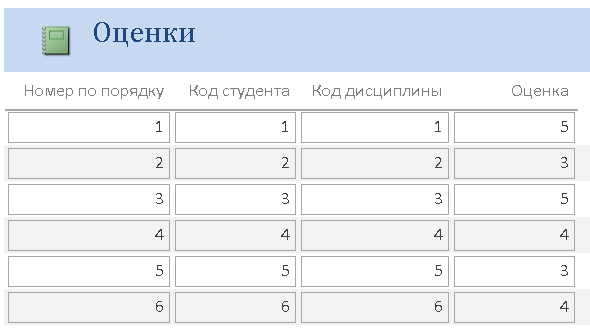 Оценки
Номер по порядку Код студента Код дисциплины Оценка
1 1 1 5
2 2 2 3
3 3 3 5
4 4 4 4
5 5 5 3
6 6 6 4